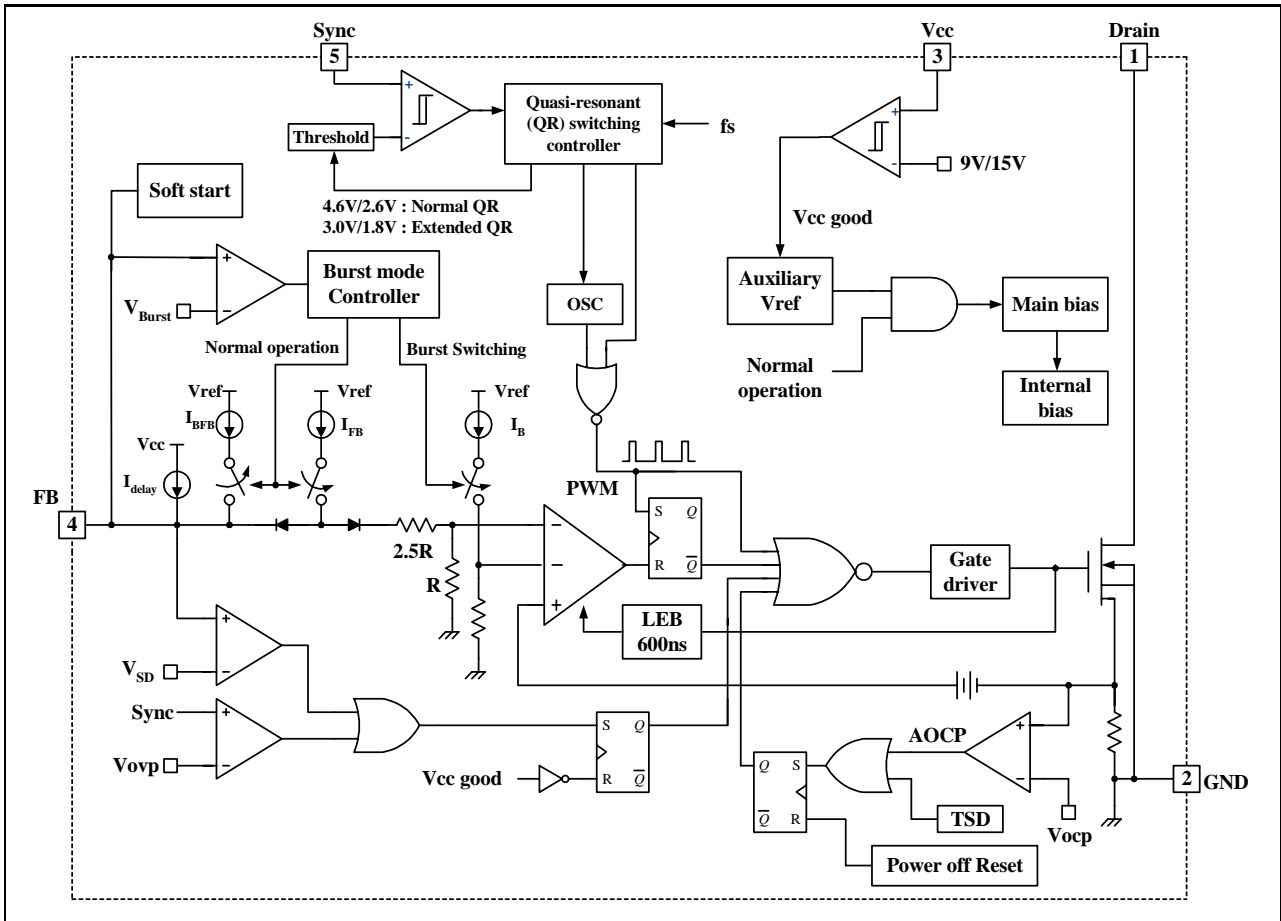 Sync
5
Vcc
3
Drain
1
+
-
Threshold
Quasi-resonant
(QR) switching
controller
fs
+
-
9V/15V
4.6V/2.6V : Normal QR
3.0V/1.8V : Extended QR
Soft start
Vcc good
+
−
VBurst
Burst mode
Controller
OSC
Auxiliary
Vref
Main bias
Normal operation
Burst Switching
Normal
operation
Internal
bias
Vref
IBFB
Vref
IFB
Vref
IB
Vcc
Idelay
FB
4
2.5R
R
PWM
S
Q
R
Q
−
−
+
LEB
600ns
Gate
driver
+
−
VSD
Sync
+
−
Vovp
S
Q
R
Q
Vcc good
AOCP
+
−
Vocp
Q
S
Q
R
TSD
Power off Reset
2
GND